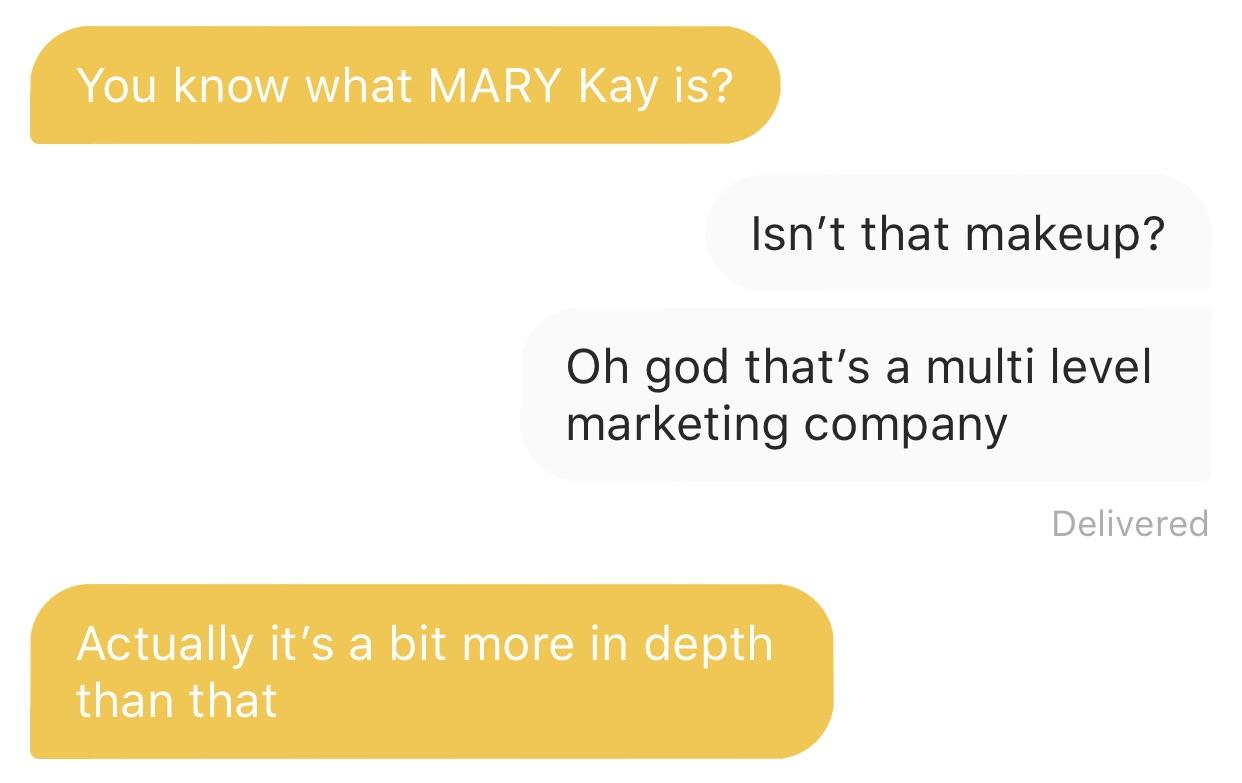 You know what MARY Kay is?
Isn’t that makeup?
Oh god that’s a multi level
marketing company
Delivered
Actually it’s a bit more in depth
than that